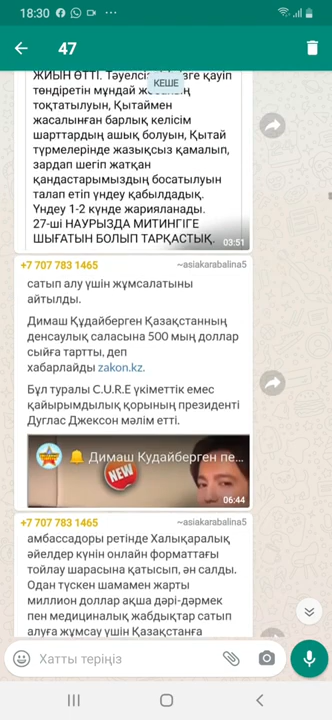 18:30
47
ЖИЫН ӨТТІ. Тәуелсіз зге қауіп
КЕШЕ
төндіретін мұндай
тоқтатылуын, Қытаймен
жасалынған барлық келісім
шарттардың ашық болуын, Қытай
түрмелерінде жазықсыз қамалып,
зардап шегіп жатқан
қандастарымыздың босатылуын
талап етіп үндеу қабылдадық.
Үндеу 1-2 күнде жарияланады.
27-ші НАУРЫЗДА МИТИНГІГЕ
ШЫҒАТЫН БОЛЫП ТАРҚАСТЫҚ.
03:51
+7 707 783 1465 ~asiakarabalina5
сатып алу үшін жұмсалатыны
айтылды.
Димаш Құдайберген Қазақстанның
денсаулық саласына 500 мың доллар
сыйға тартты, деп
хабарлайды zakon.kz.
Бұл туралы C.U.R.E үкіметтік емес
қайырымдылық қорының президенті
Дуглас Джексон мәлім етті.
Димаш Кудайберген пе...
NEW
06:44
+7 707 783 1465 ~asiakarabalina5
амбассадоры ретінде Халықаралық
әйелдер күнін онлайн форматтағы
тойлау шарасына қатысып, ән салды.
Одан түскен шамамен жарты
миллион доллар ақша дәрі-дәрмек
пен медициналық жабдықтар сатып
алуға жұмсау үшін Қазақстанға
Хатты теріңіз